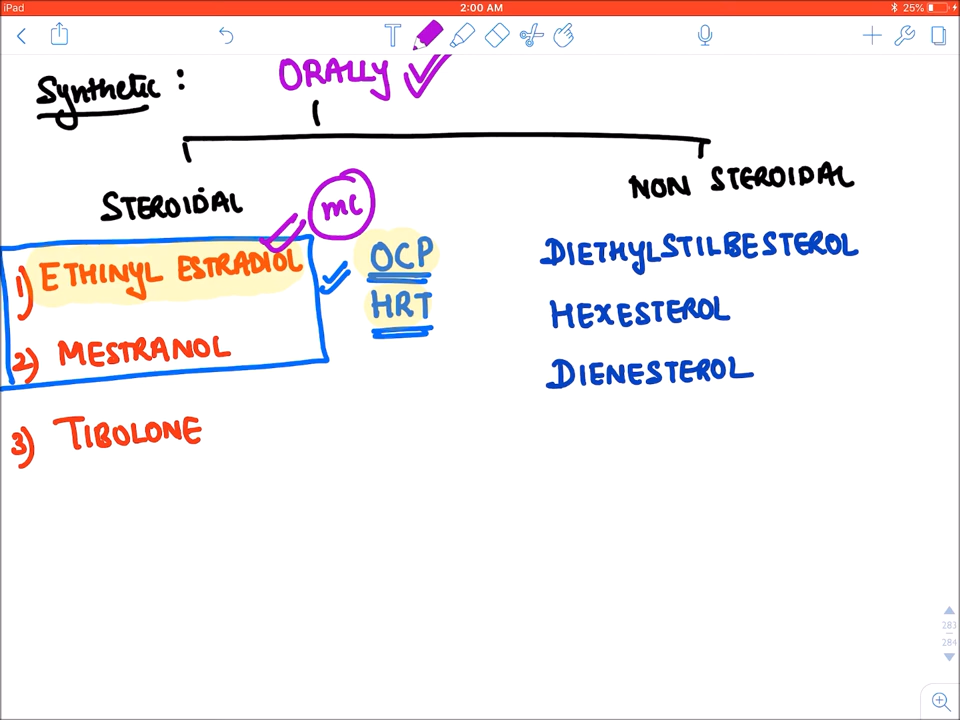 iPad
2:00 AM
25%
T
Synthetic :
ORALLY
STEROIDAL
NON STEROIDAL
mc
1) ETHINYL ESTRADIOL
OCP
HRT
2) MESTRANOL
3) TIBOLONE
DIETHYLSTILBESTEROL
HEXESTEROL
DIENESTEROL
283
284